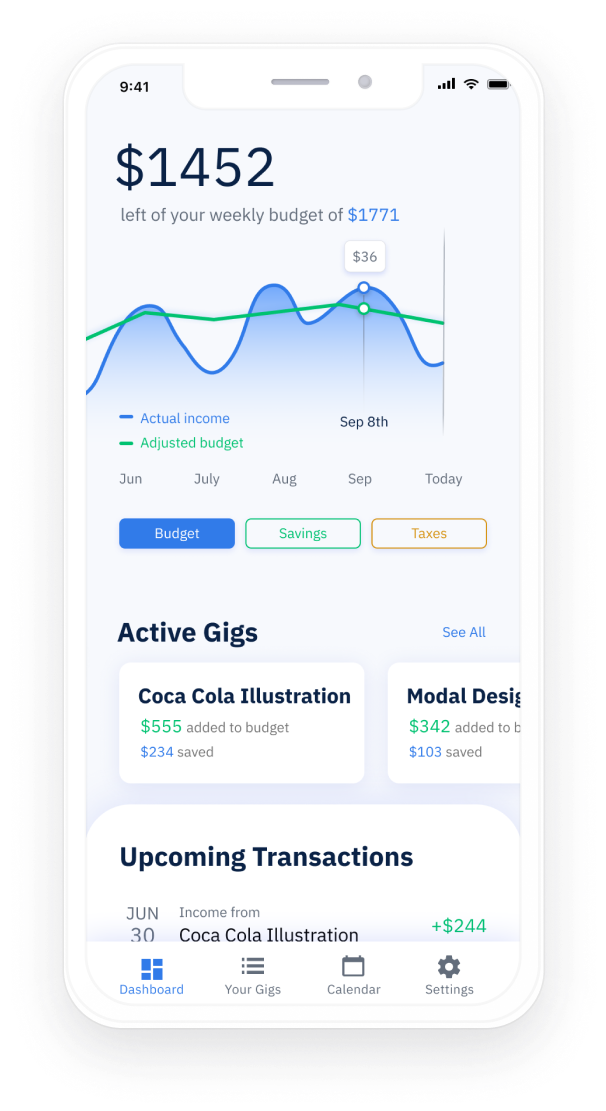 9:41
$1452
left of your weekly budget of $1771
$36
Actual income
Sep 8th
Adjusted budget
Jun July Aug Sep Today
Budget Savings Taxes
Active Gigs See All
Coca Cola Illustration
$555 added to budget
$234 saved
Modal Desig
$342 added to b
$103 saved
Upcoming Transactions
JUN
30
Income from
Coca Cola Illustration
+$244
Dashboard Your Gigs Calendar Settings